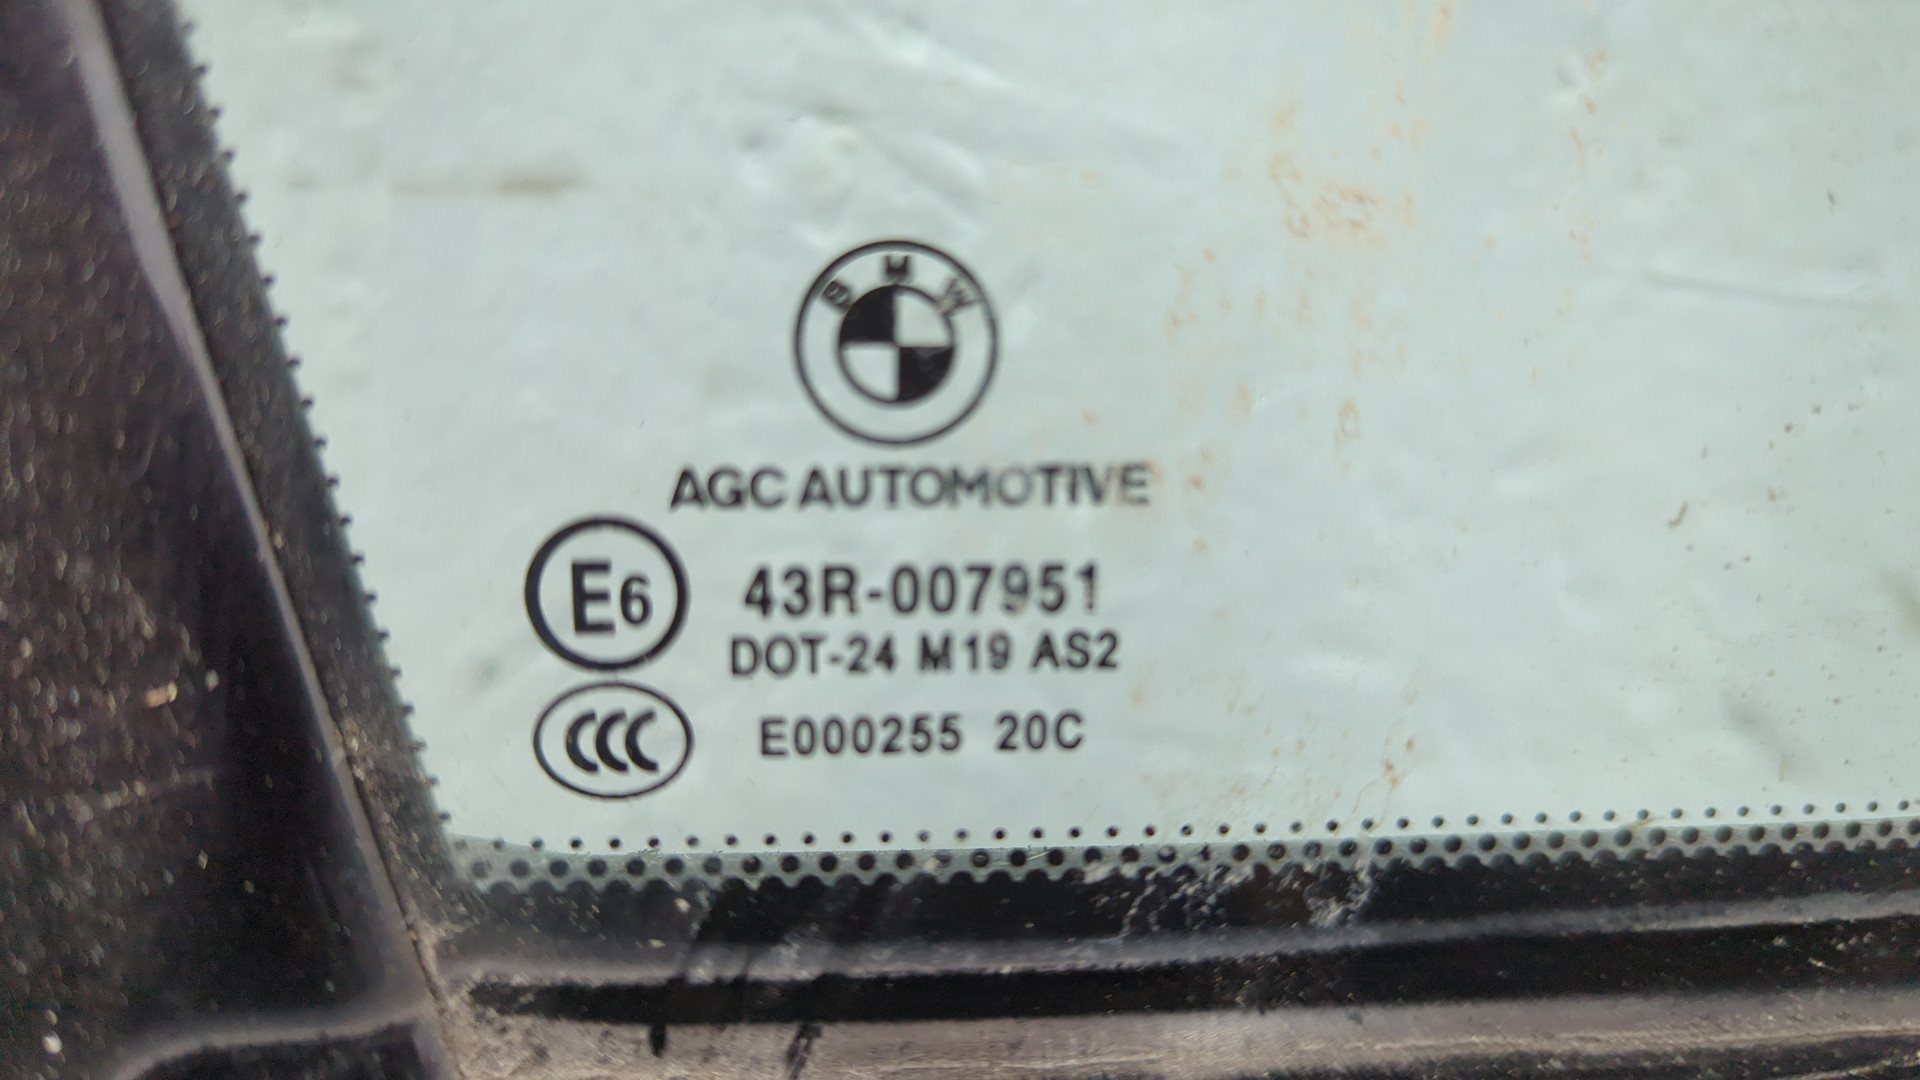 BMW
AGC AUTOMOTIVE
E6 43R-007951
DOT-24 M19 AS2
CCC E000255 20C